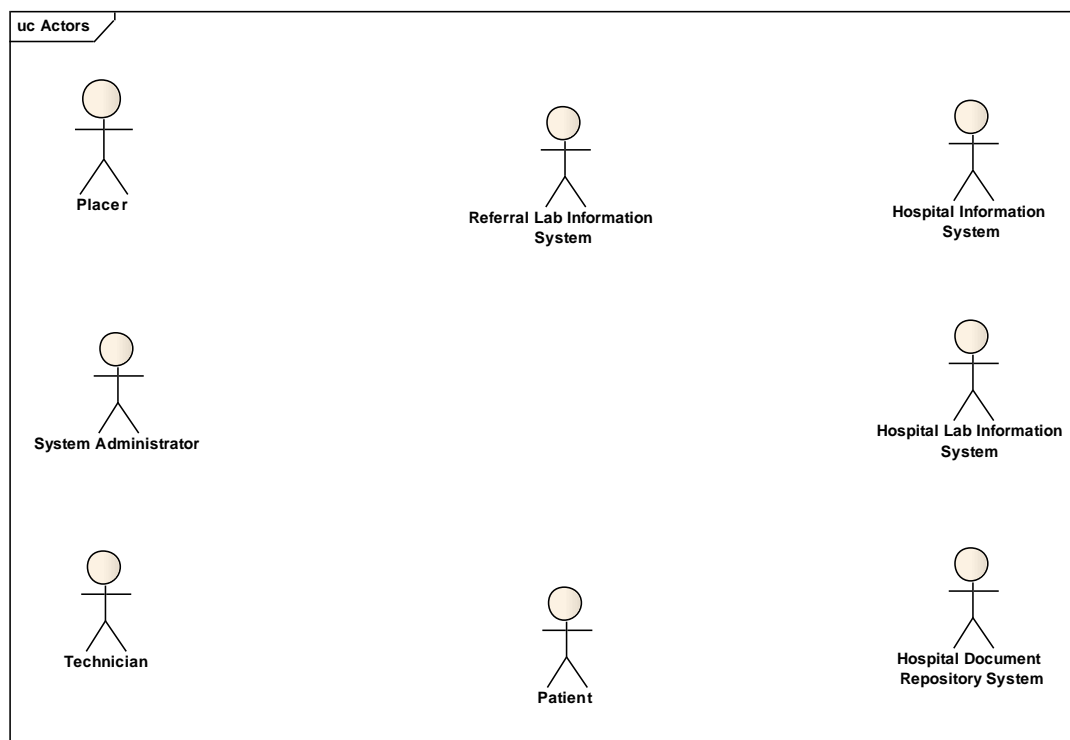 uc Actors
Placer
Referral Lab Information
System
Hospital Information
System
System Administrator
Hospital Lab Information
System
Technician
Patient
Hospital Document
Repository System